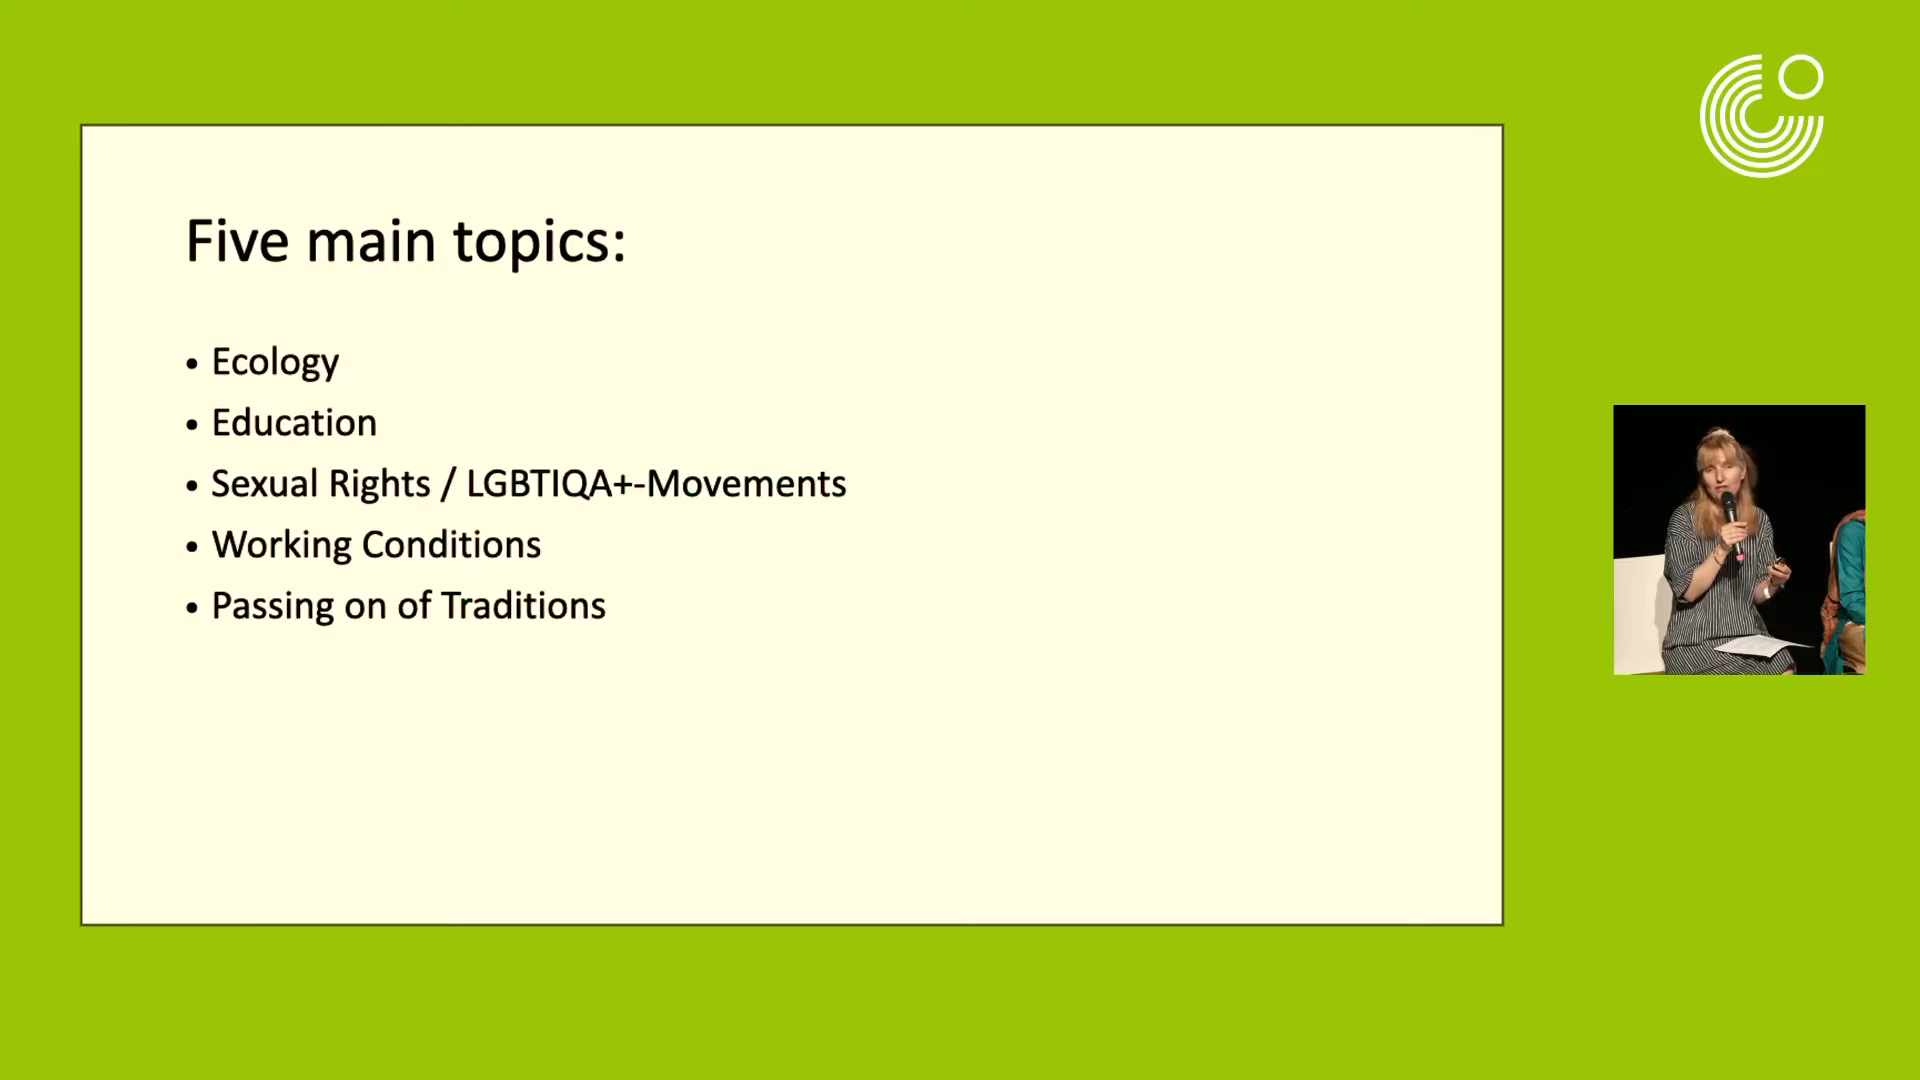 Five main topics:
• Ecology
• Education
• Sexual Rights / LGBTIQA+-Movements
• Working Conditions
• Passing on of Traditions